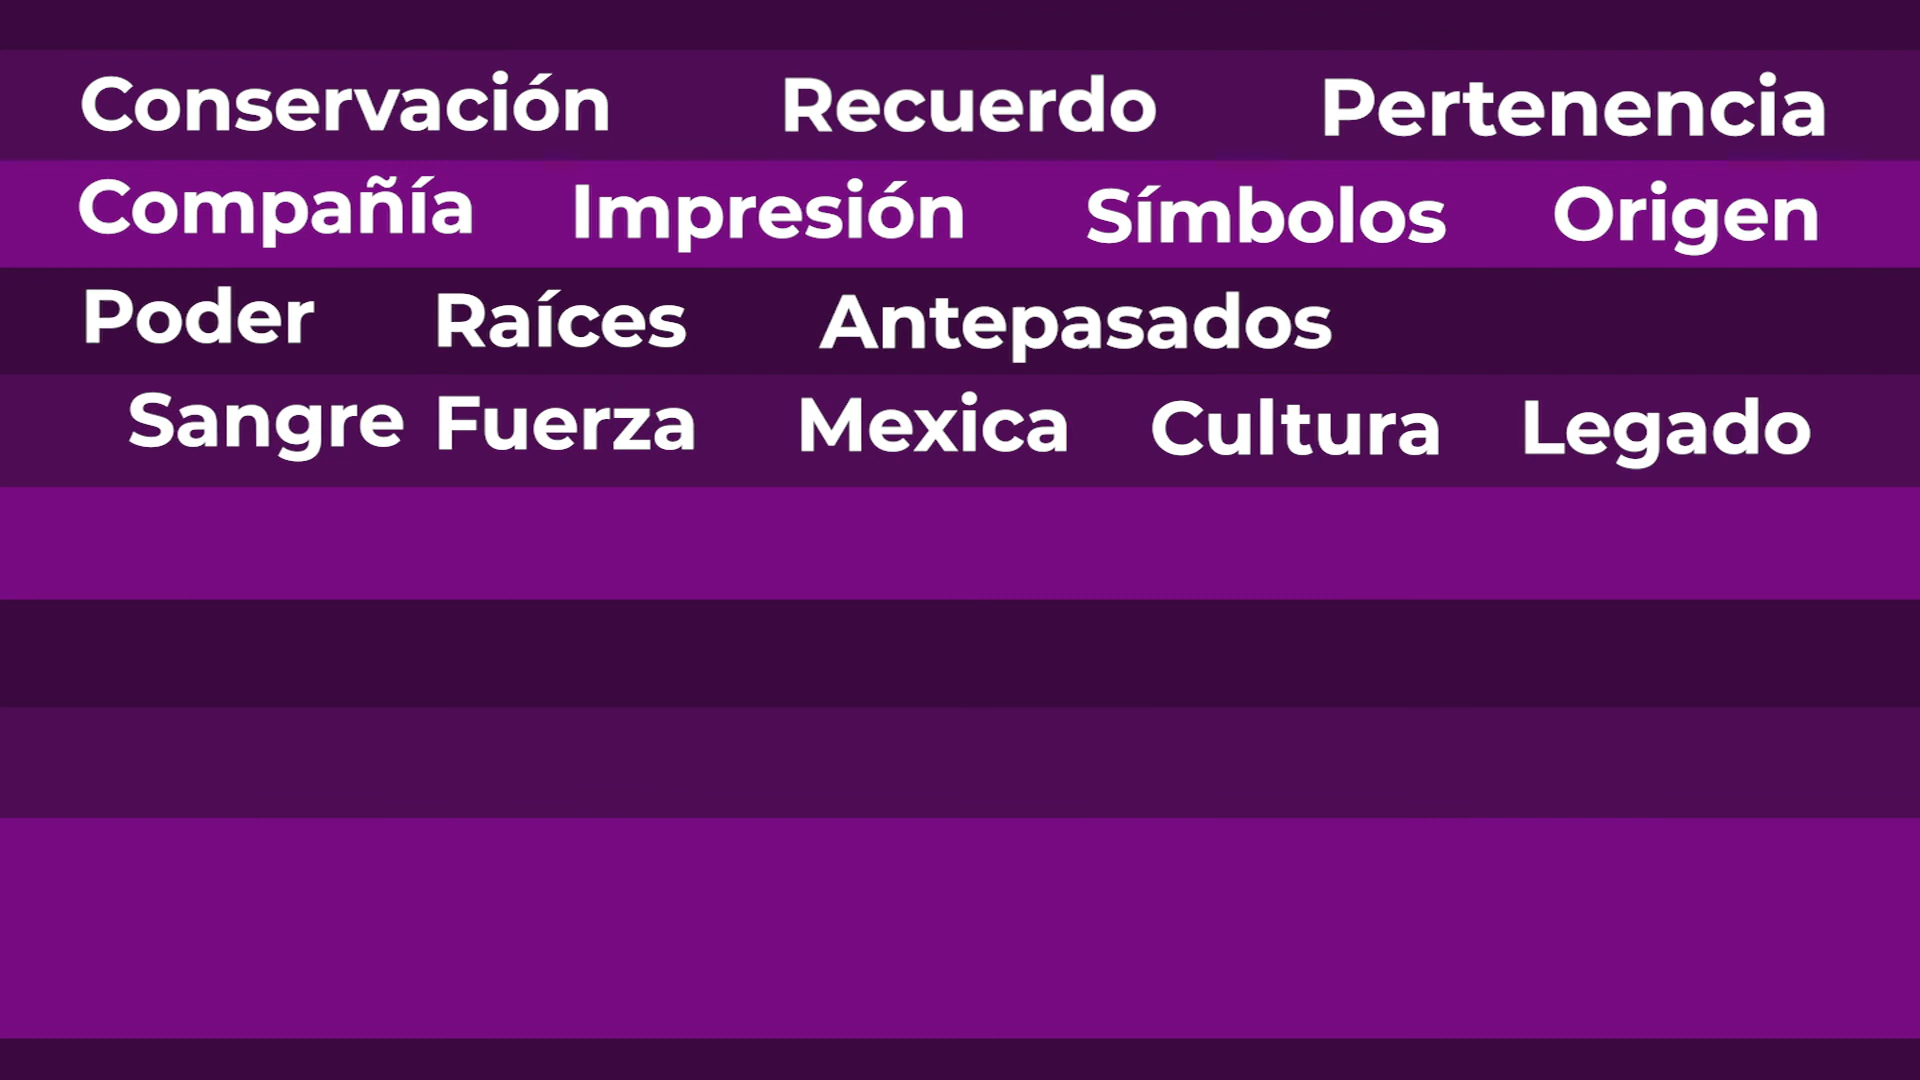 Conservación Recuerdo Pertenencia
Compañía Impresión Símbolos Origen
Poder Raíces Antepasados
Sangre Fuerza Mexica Cultura Legado